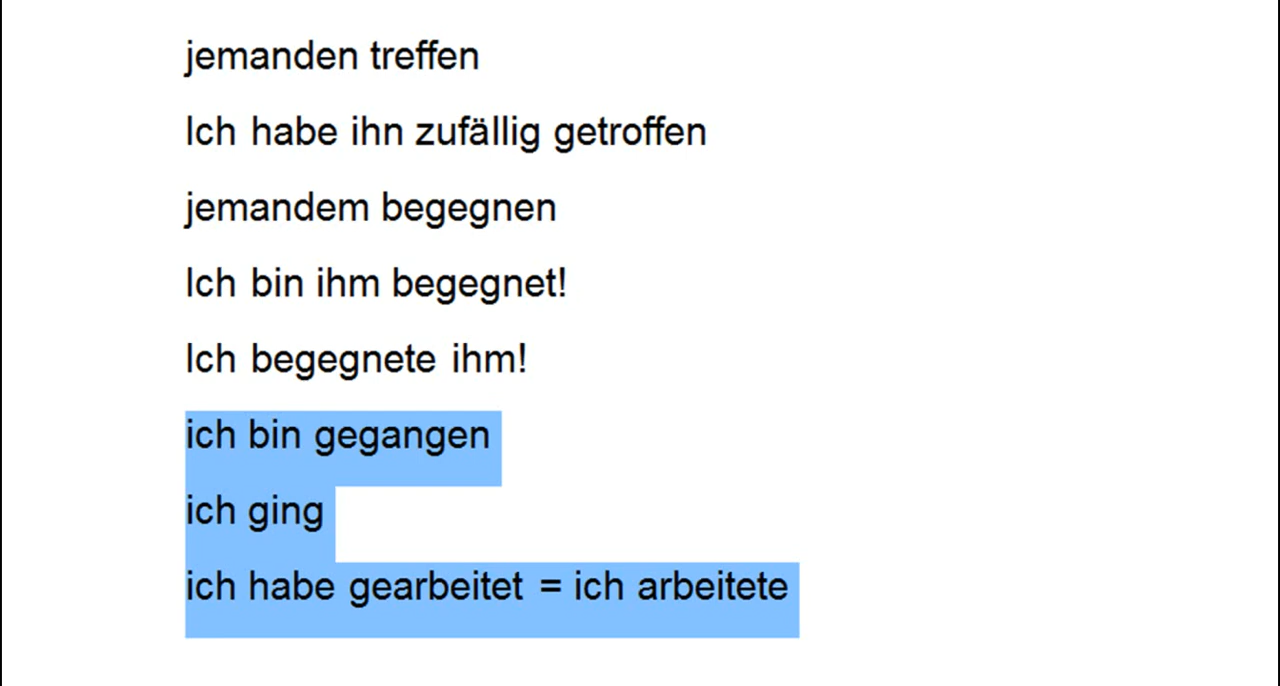 jemanden treffen
Ich habe ihn zufällig getroffen
jemandem begegnen
Ich bin ihm begegnet!
Ich begegnete ihm!
ich bin gegangen
ich ging
ich habe gearbeitet = ich arbeitete